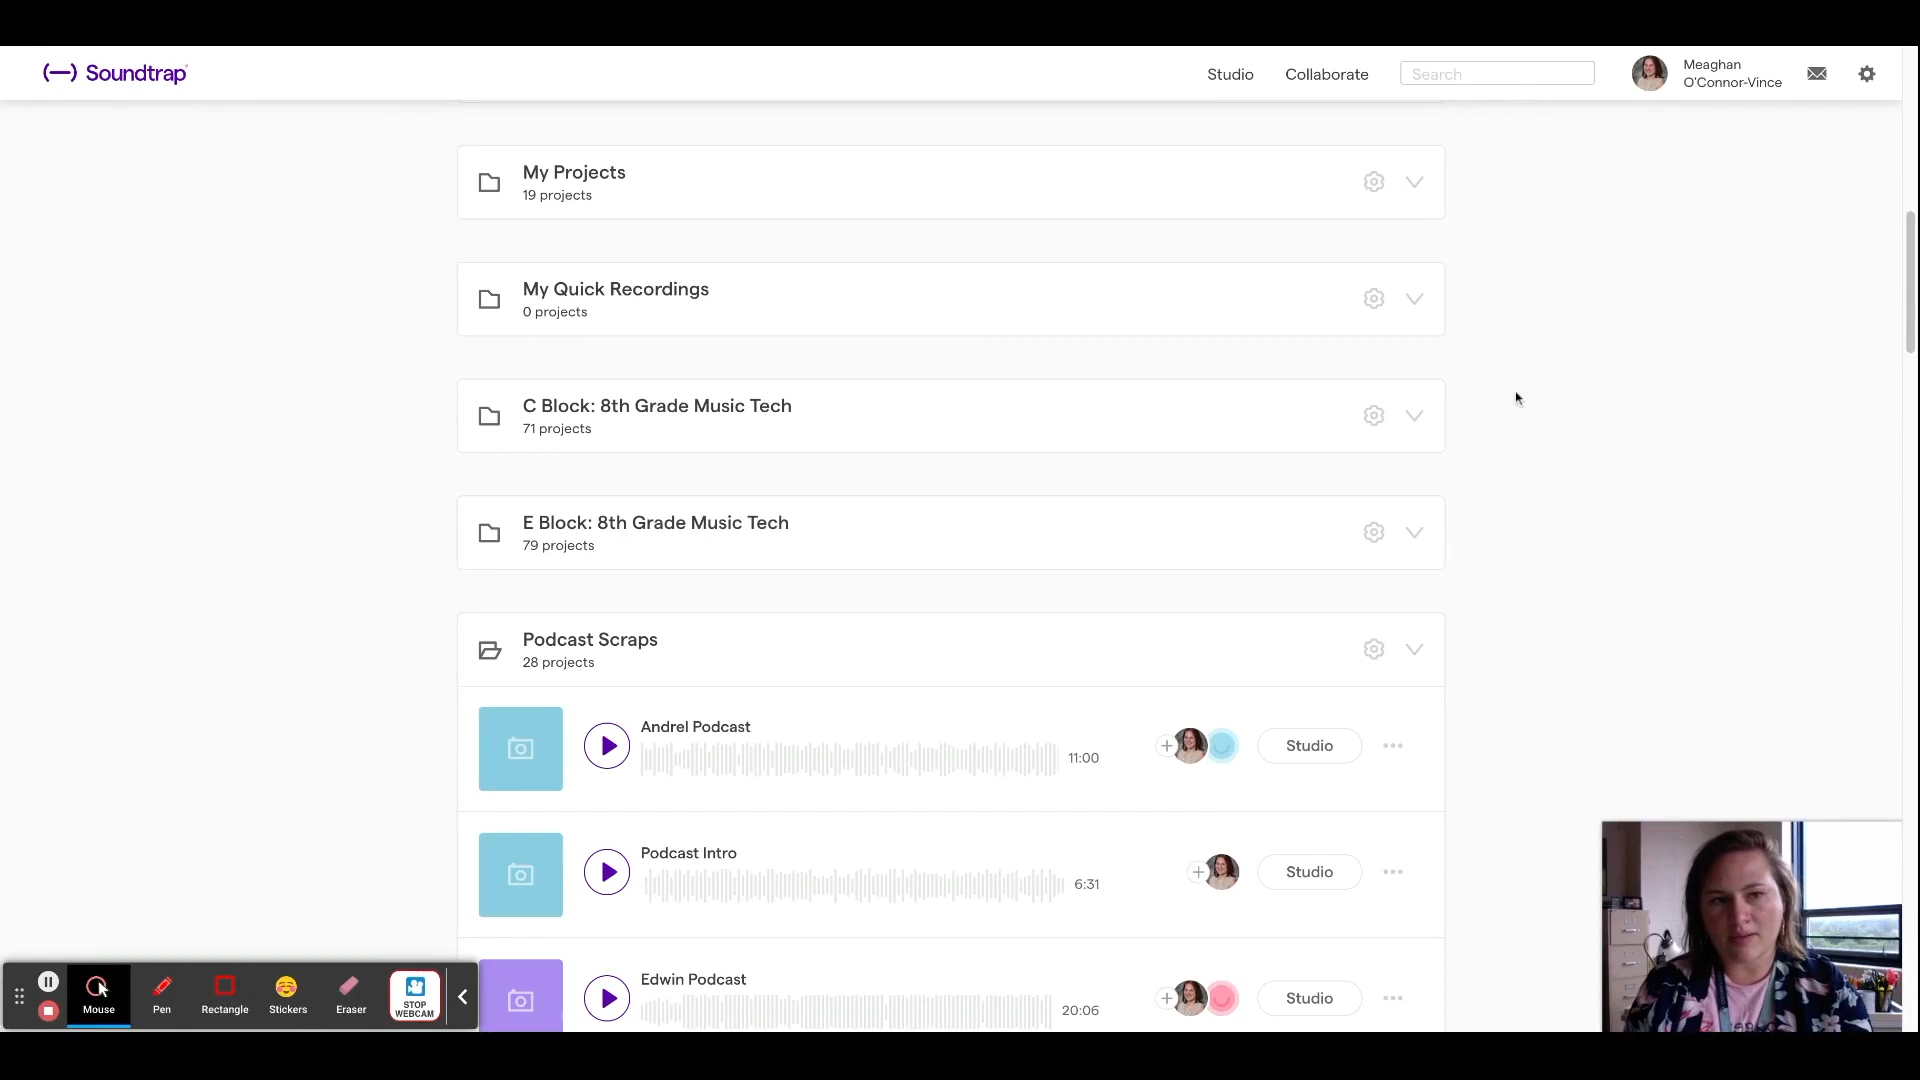 Soundtrap
Studio
Collaborate
Search
Meaghan
O'Connor-Vince
My Projects
19 projects
My Quick Recordings
0 projects
C Block: 8th Grade Music Tech
71 projects
E Block: 8th Grade Music Tech
79 projects
Podcast Scraps
28 projects
Andrel Podcast
11:00
Studio
Podcast Intro
6:31
Studio
Edwin Podcast
20:06
Studio
Mouse
Pen
Rectangle
Stickers
Eraser
STOP
WEBCAM